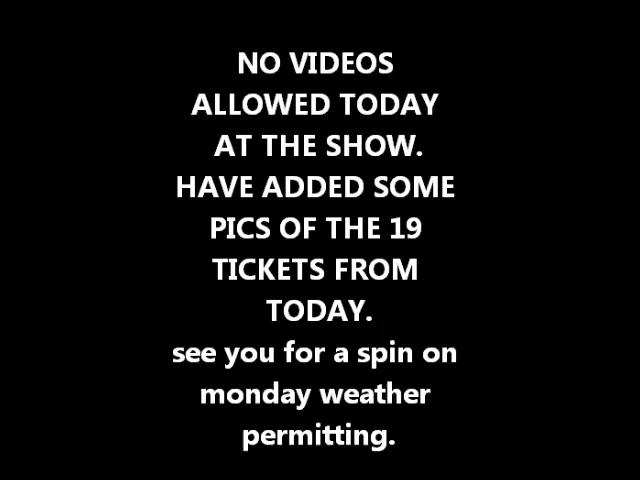 NO VIDEOS
ALLOWED TODAY
AT THE SHOW.
HAVE ADDED SOME
PICS OF THE 19
TICKETS FROM
TODAY.
see you for a spin on
monday weather
permitting.